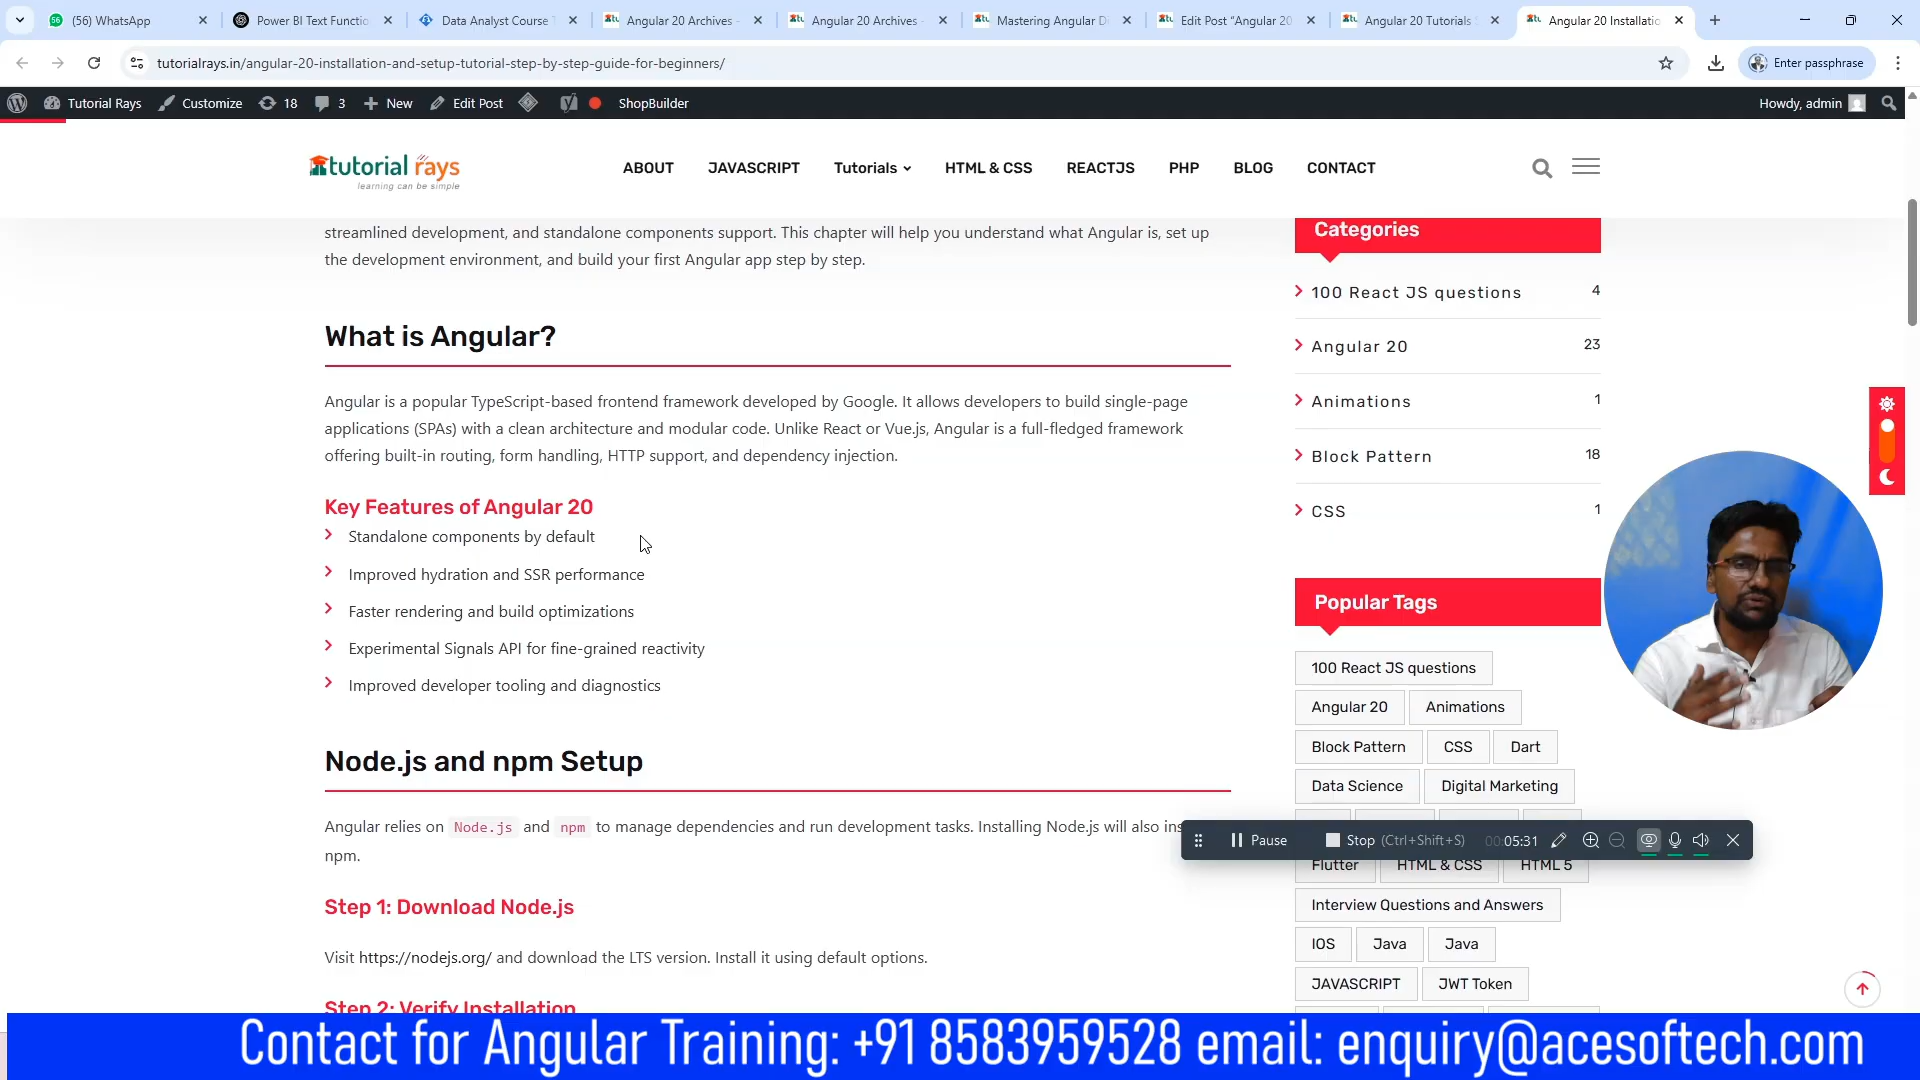 (56) WhatsApp
Power BI Text Functio
Data Analyst Course
Angular 20 Archives -
Angular 20 Archives -
Mastering Angular Di
Edit Post "Angular 20
Angular 20 Tutorials
Angular 20 Installatio
tutorialrays.in/angular-20-installation-and-setup-tutorial-step-by-step-guide-for-beginners/
Enter passphrase
Tutorial Rays
Customize
18
3
New
Edit Post
ShopBuilder
Howdy, admin
tutorial rays
learning can be simple
ABOUT
JAVASCRIPT
Tutorials
HTML & CSS
REACTJS
PHP
BLOG
CONTACT
streamlined development, and standalone components support. This chapter will help you understand what Angular is, set up
the development environment, and build your first Angular app step by step.
What is Angular?
Angular is a popular TypeScript-based frontend framework developed by Google. It allows developers to build single-page
applications (SPAs) with a clean architecture and modular code. Unlike React or Vue.js, Angular is a full-fledged framework
offering built-in routing, form handling, HTTP support, and dependency injection.
Key Features of Angular 20
Standalone components by default
Improved hydration and SSR performance
Faster rendering and build optimizations
Experimental Signals API for fine-grained reactivity
Improved developer tooling and diagnostics
Node.js and npm Setup
Angular relies on Node.js and npm to manage dependencies and run development tasks. Installing Node.js will also ins
npm.
Step 1: Download Node.js
Visit https://nodejs.org/ and download the LTS version. Install it using default options.
Step 2: Verify Installation
Categories
100 React JS questions 4
Angular 20 23
Animations 1
Block Pattern 18
CSS 1
Popular Tags
100 React JS questions
Angular 20
Animations
Block Pattern
CSS
Dart
Data Science
Digital Marketing
Pause
Stop (Ctrl+Shift+S)
00:05:31
Flutter
HTML & CSS
HTML 5
Interview Questions and Answers
IOS
Java
Java
JAVASCRIPT
JWT Token
Contact for Angular Training: +91 8583959528 email: enquiry@acesoftech.com